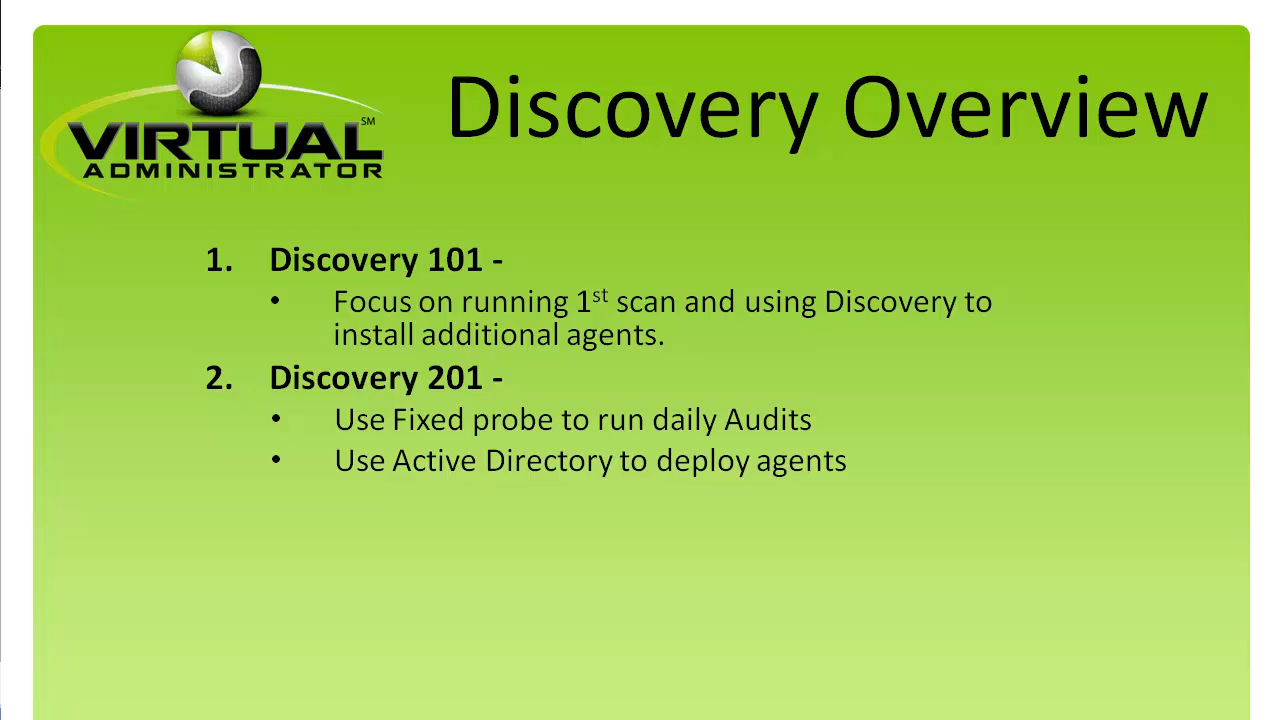 VIRTUAL SM
ADMINISTRATOR
Discovery Overview
1. Discovery 101 -
• Focus on running 1st scan and using Discovery to
install additional agents.
2. Discovery 201 -
• Use Fixed probe to run daily Audits
• Use Active Directory to deploy agents